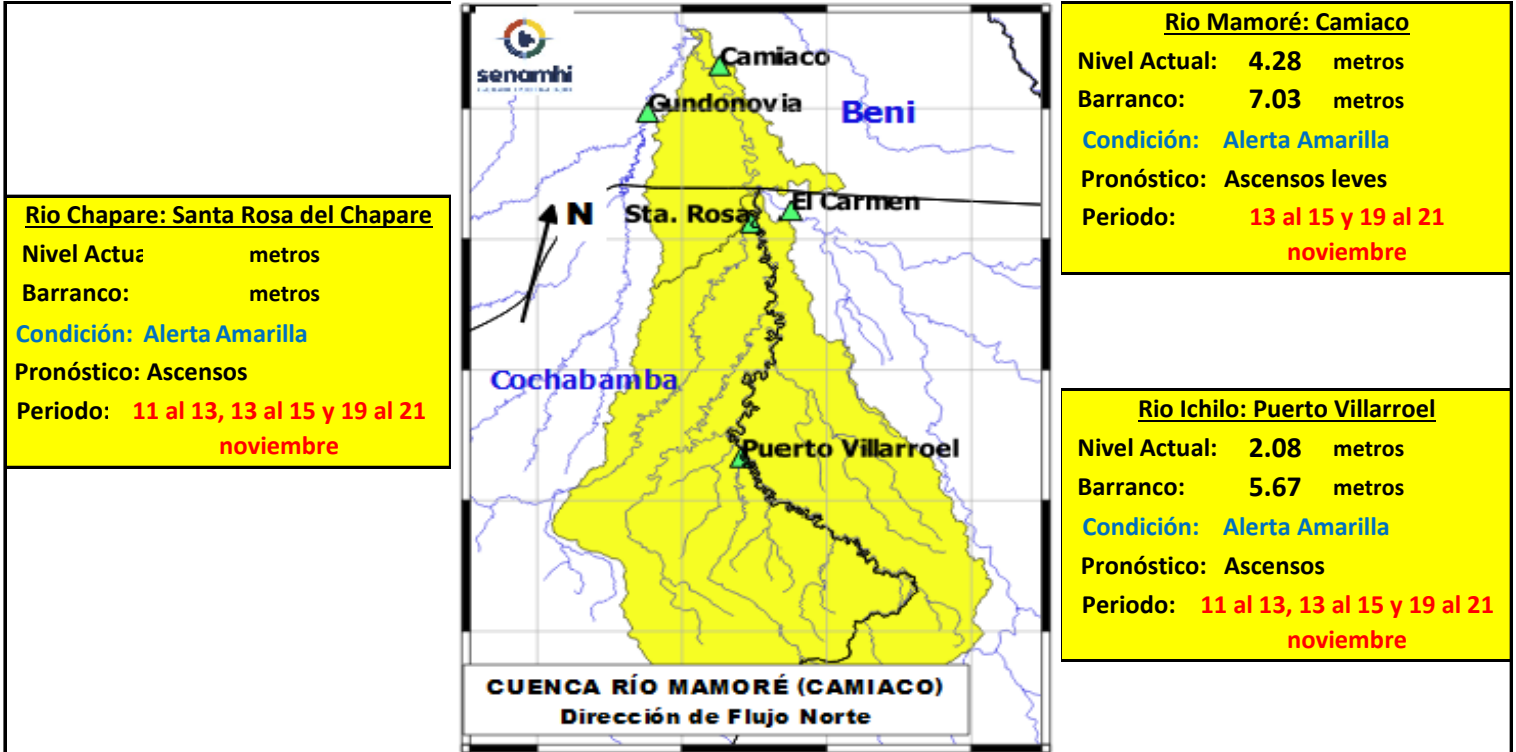 Rio Chapare: Santa Rosa del Chapare
Nivel Actua metros
Barranco: metros
Condición: Alerta Amarilla
Pronóstico: Ascensos
Periodo: 11 al 13, 13 al 15 y 19 al 21
noviembre
senamhi
Camiaco
Gundonovia
Beni
N
Sta. Rosa
El Carmen
Cochabamba
Puerto Villarroel
CUENCA RÍO MAMORÉ (CAMIACO)
Dirección de Flujo Norte
Rio Mamoré: Camiaco
Nivel Actual: 4.28 metros
Barranco: 7.03 metros
Condición: Alerta Amarilla
Pronóstico: Ascensos leves
Periodo: 13 al 15 y 19 al 21
noviembre
Rio Ichilo: Puerto Villarroel
Nivel Actual: 2.08 metros
Barranco: 5.67 metros
Condición: Alerta Amarilla
Pronóstico: Ascensos
Periodo: 11 al 13, 13 al 15 y 19 al 21
noviembre